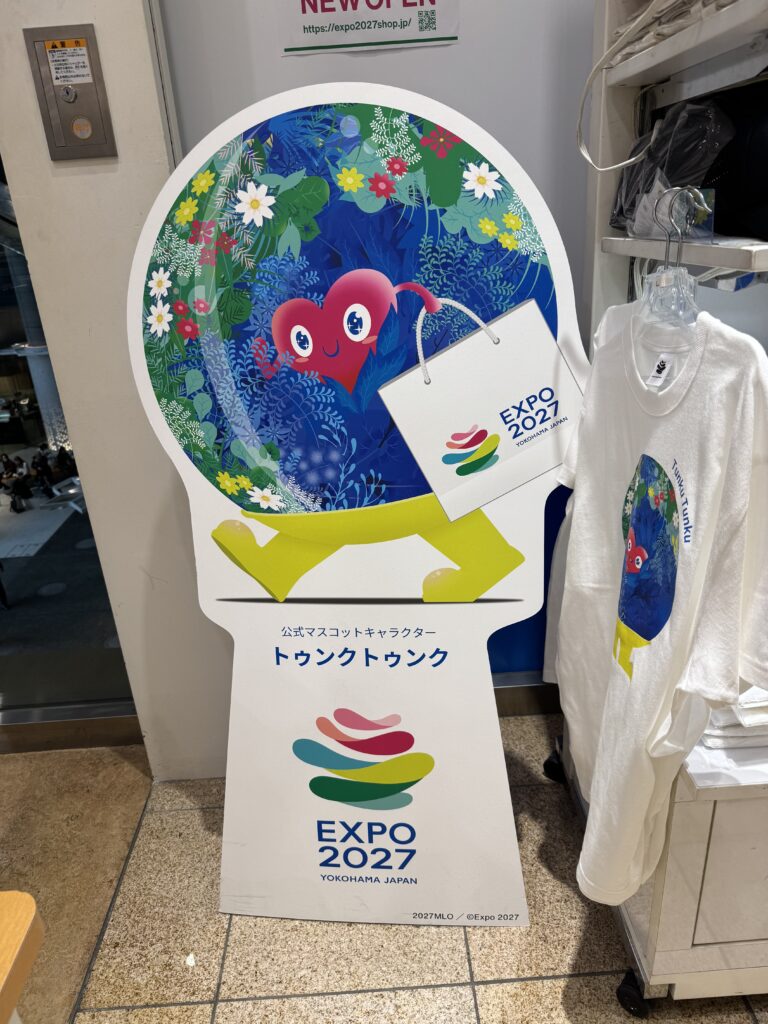 NEW OPEN
https://expo2027shop.jp/
警告
EXPO
2027
YOKOHAMA JAPAN
Tunku Tunku
公式マスコットキャラクター
トゥンクトゥンク
EXPO
2027
YOKOHAMA JAPAN
2027MLO / ©Expo 2027